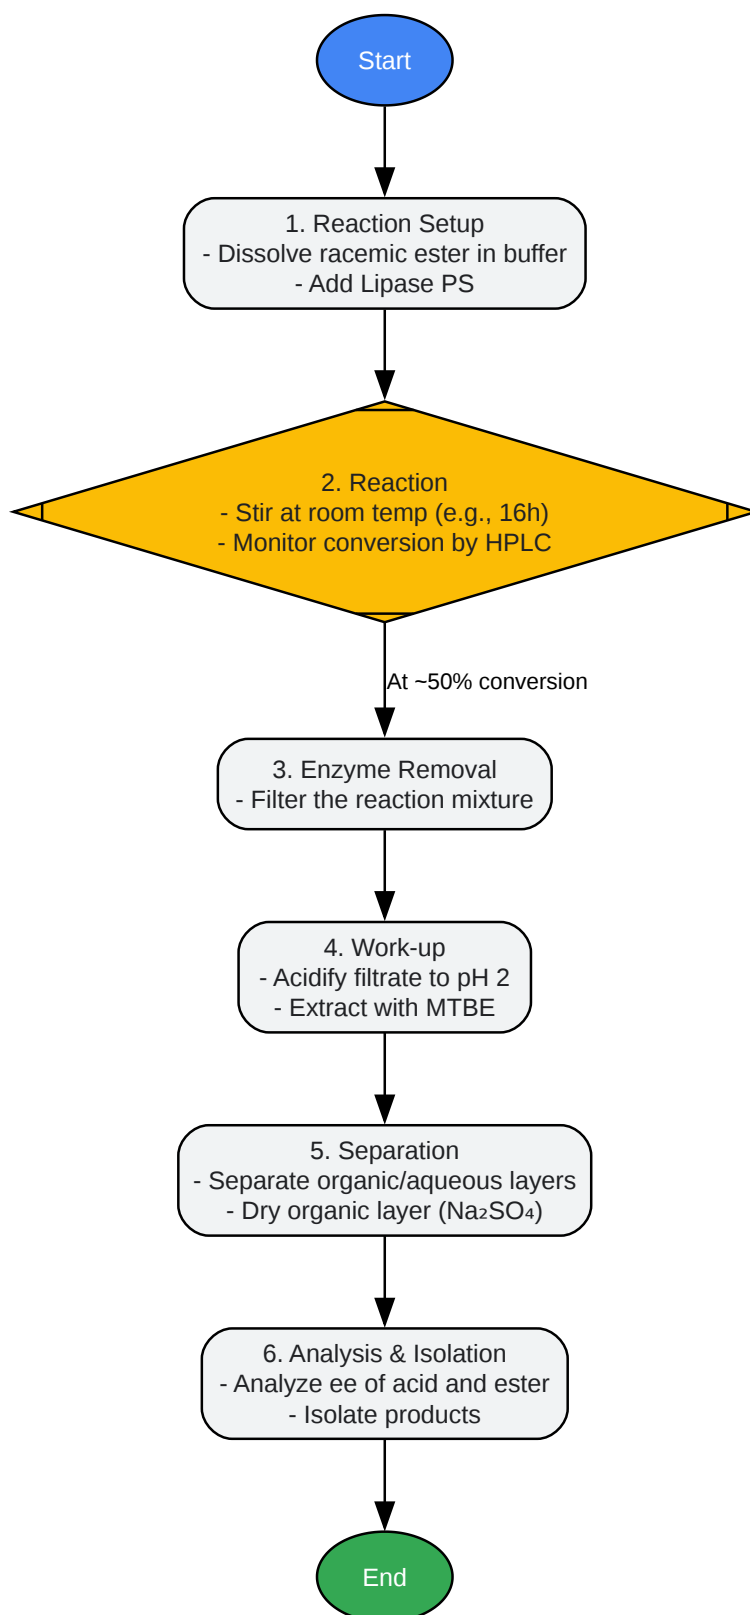 Start
1. Reaction Setup
- Dissolve racemic ester in buffer
- Add Lipase PS
2. Reaction
- Stir at room temp (e.g., 16h)
- Monitor conversion by HPLC
At ~50% conversion
3. Enzyme Removal
- Filter the reaction mixture
4. Work-up
- Acidify filtrate to pH 2
- Extract with MTBE
5. Separation
- Separate organic/aqueous layers
- Dry organic layer (Na₂SO₄)
6. Analysis & Isolation
- Analyze ee of acid and ester
- Isolate products
End